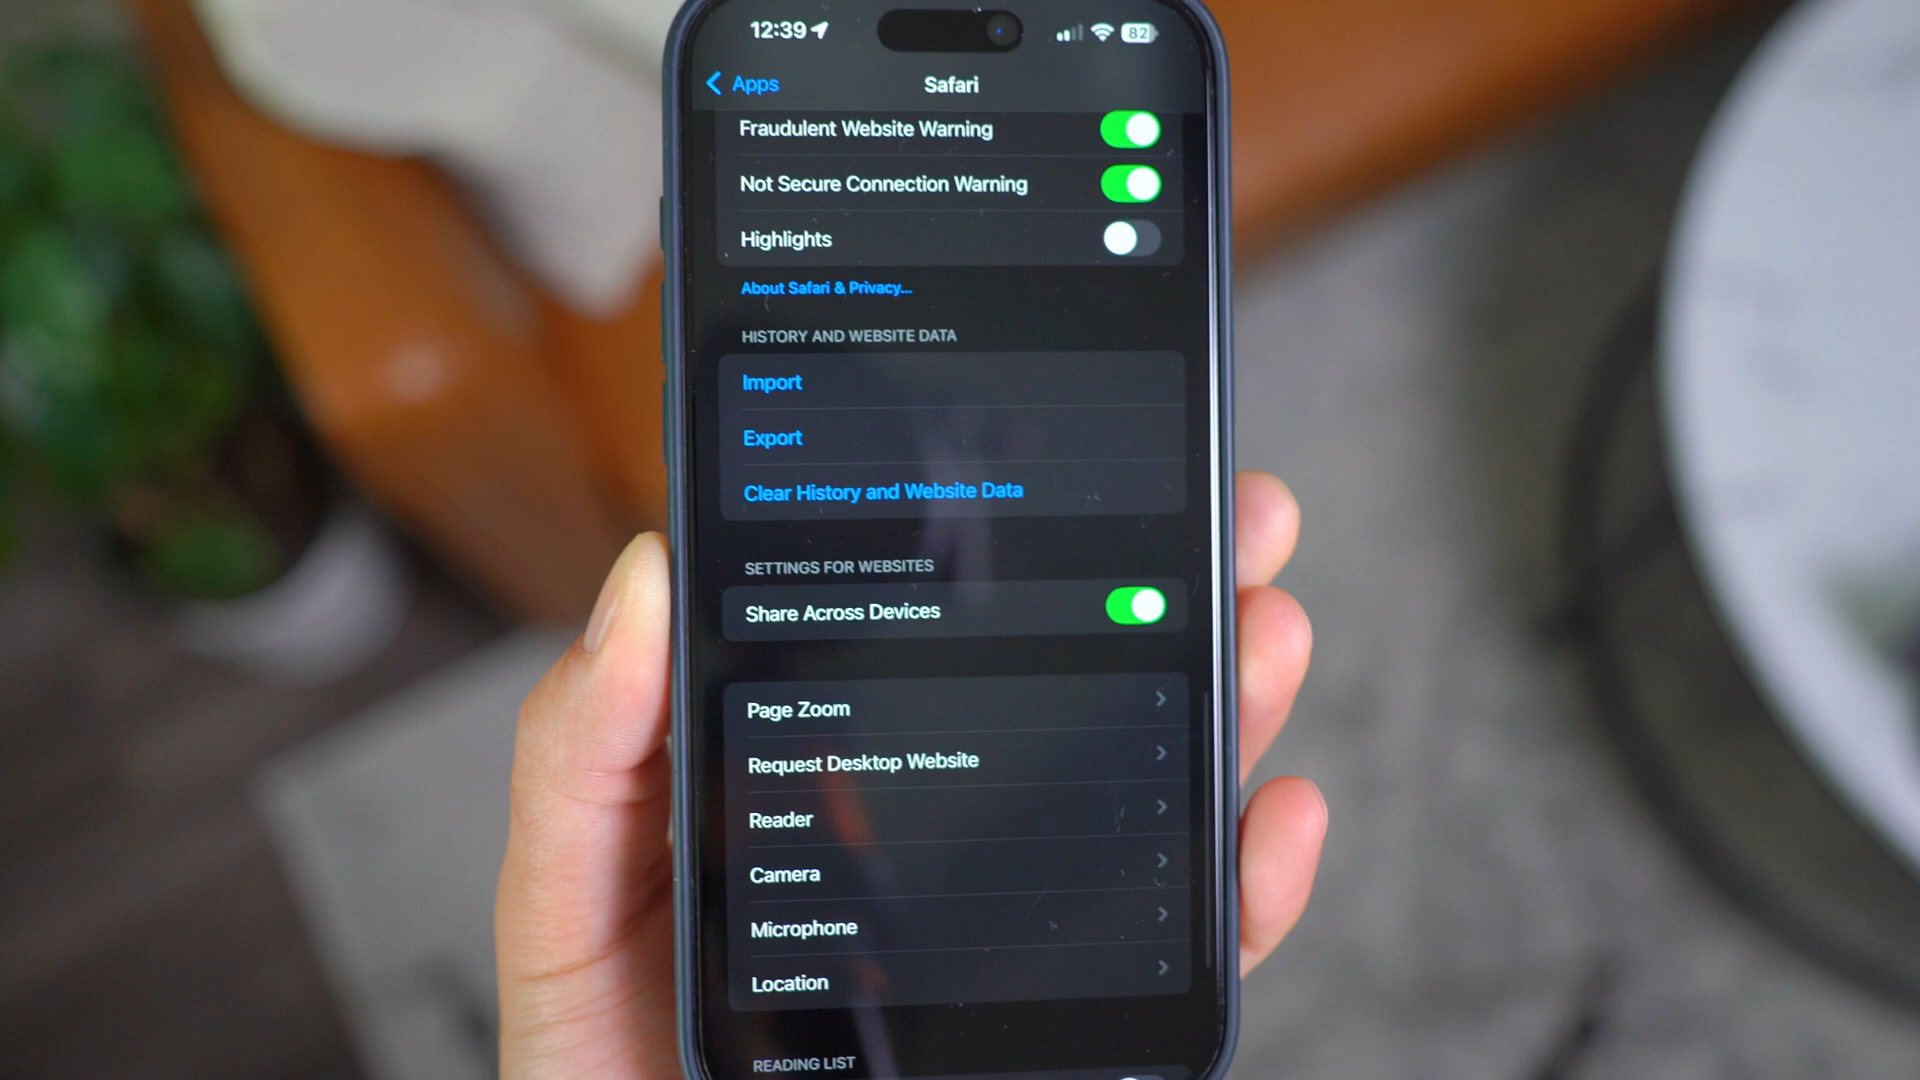 12:39
82
Apps
Safari
Fraudulent Website Warning
Not Secure Connection Warning
Highlights
About Safari & Privacy...
HISTORY AND WEBSITE DATA
Import
Export
Clear History and Website Data
SETTINGS FOR WEBSITES
Share Across Devices
Page Zoom
Request Desktop Website
Reader
Camera
Microphone
Location
READING LIST